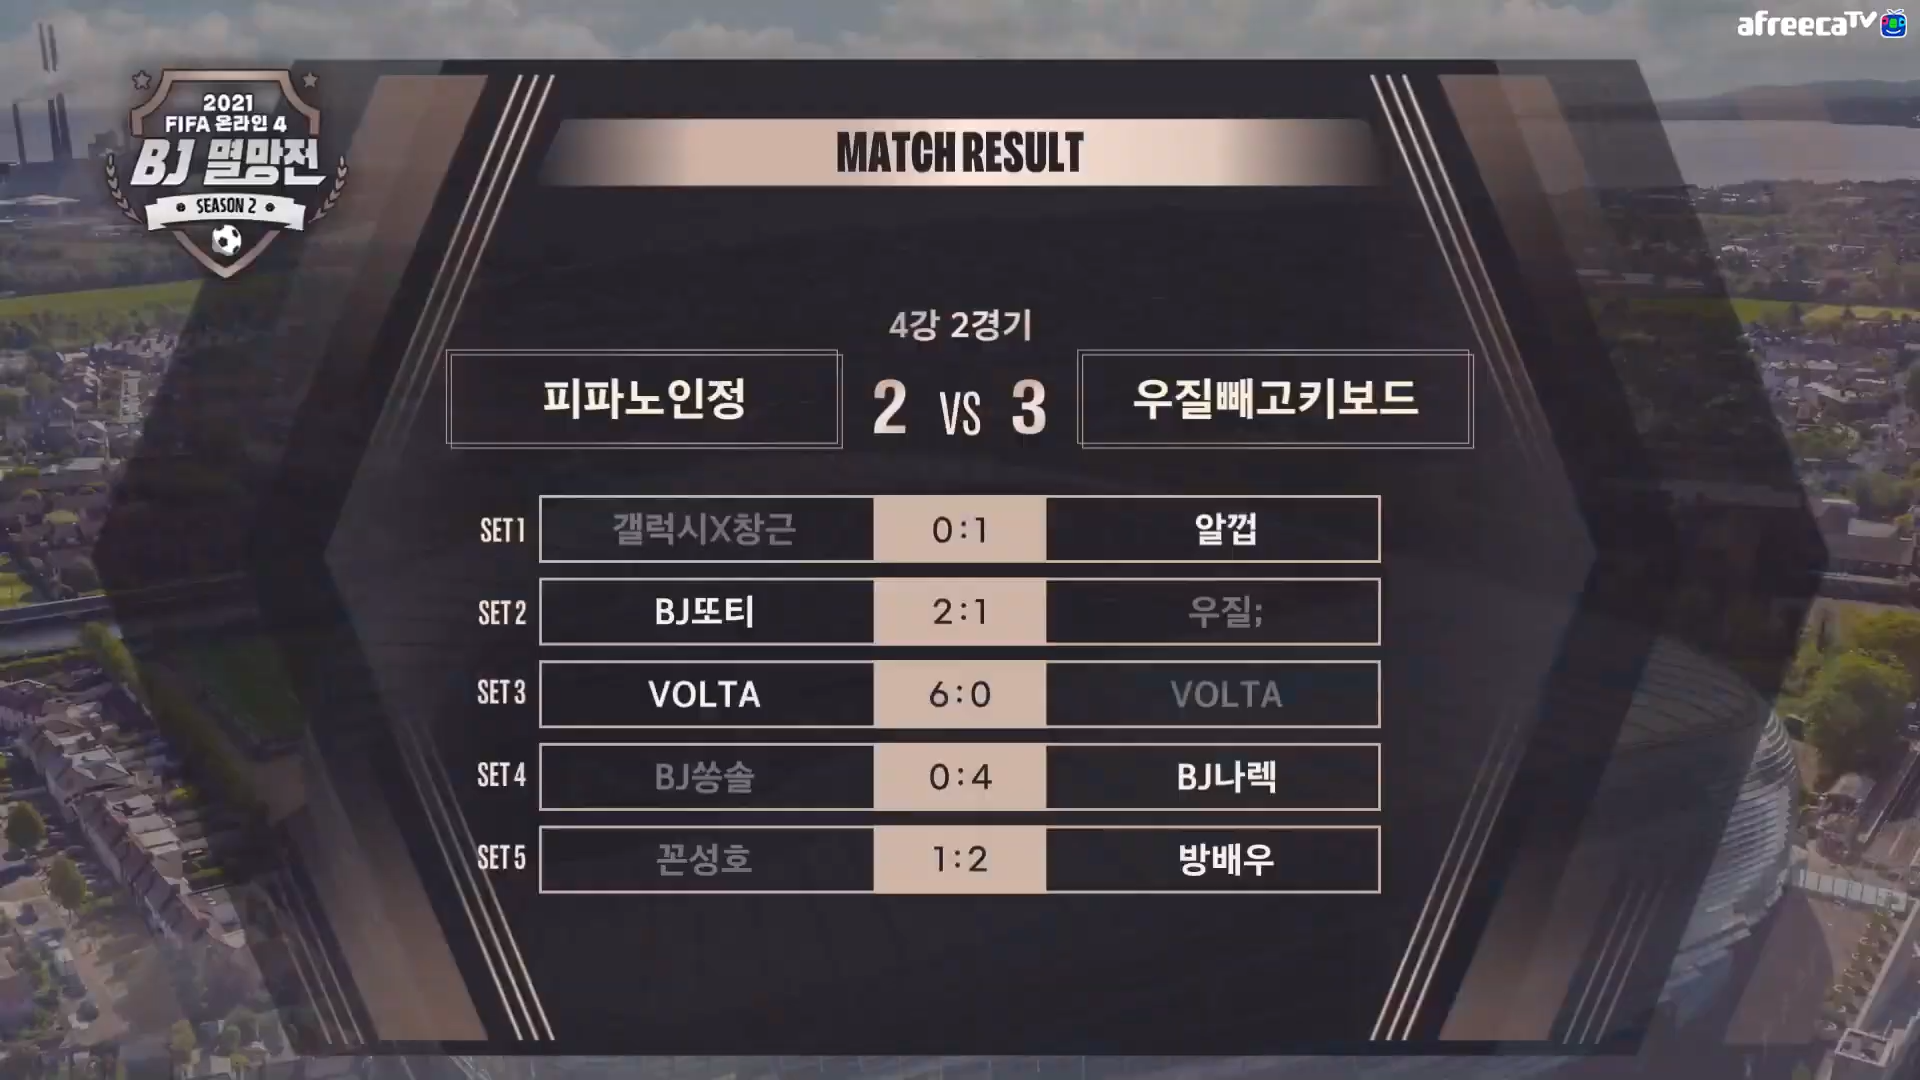 afreecaTV
2021
FIFA 온라인 4
BJ 멸망전
SEASON 2
MATCH RESULT
4강 2경기
피파노인정 2 VS 3 우질빼고키보드
SET 1 갤럭시X창근 0:1 알껍
SET 2 BJ또티 2:1 우질;
SET 3 VOLTA 6:0 VOLTA
SET 4 BJ쏭솔 0:4 BJ나렉
SET 5 꼰성호 1:2 방배우